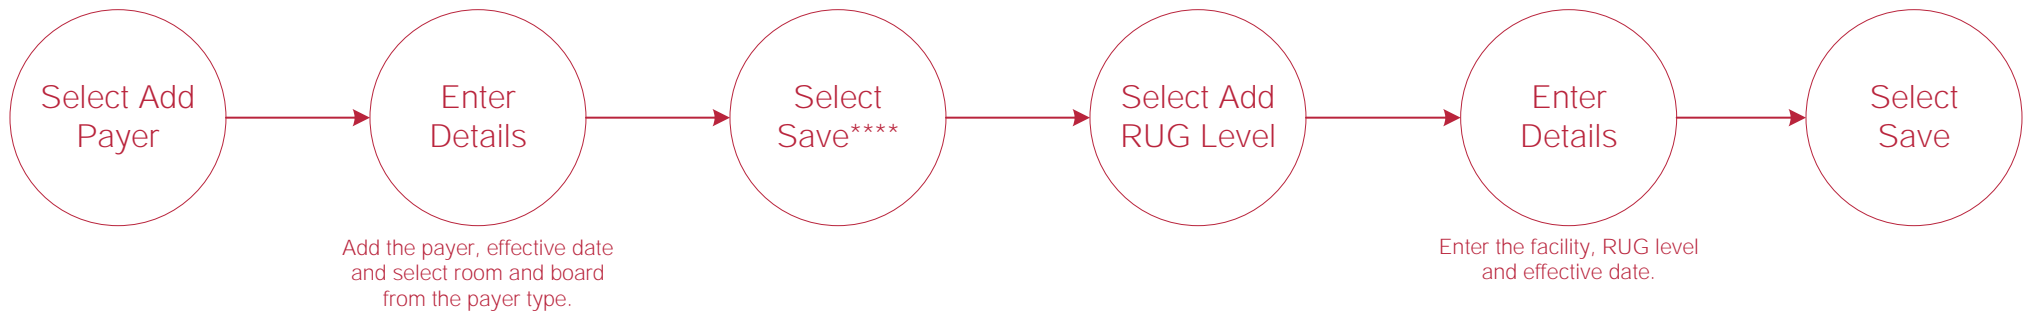 Select Add
Payer
Enter
Details
Select
Save****
Select Add
RUG Level
Enter
Details
Select
Save
Add the payer, effective date
and select room and board
from the payer type.
Enter the facility, RUG level
and effective date.